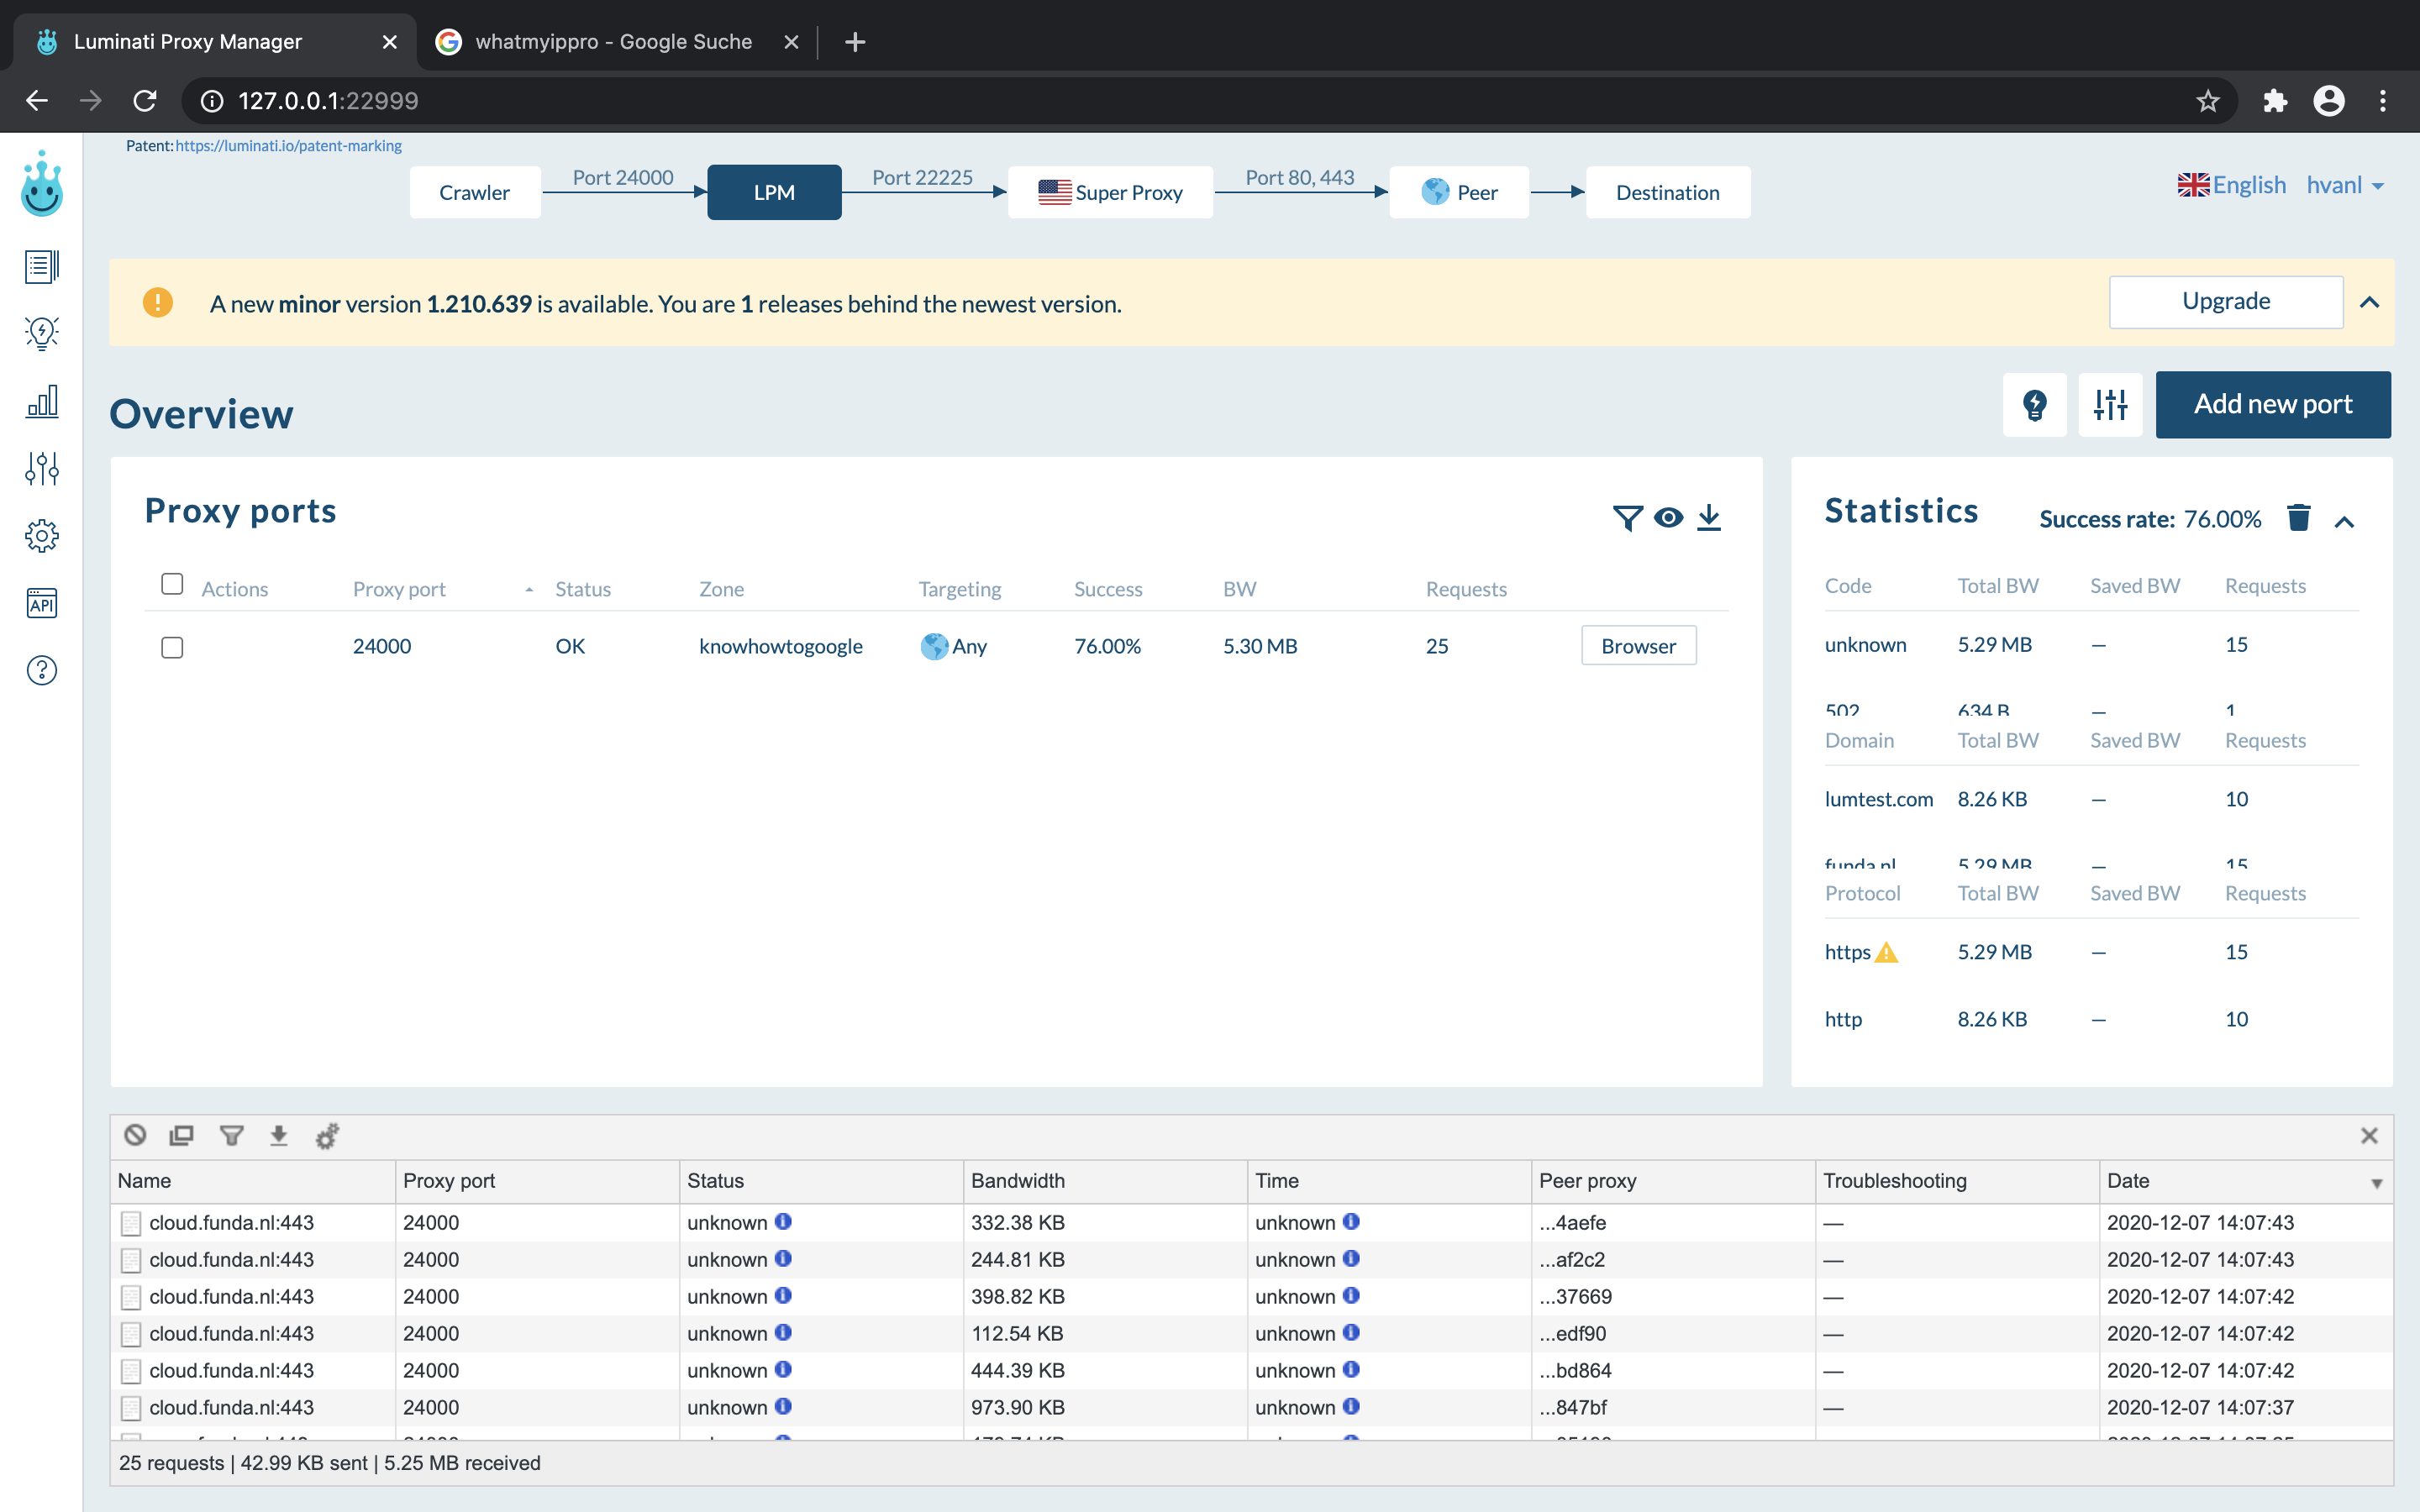 Luminati Proxy Manager
whatmyippro - Google Suche
127.0.0.1:22999
Patent: https://luminati.io/patent-marking
Crawler
Port 24000
LPM
Port 22225
Super Proxy
Port 80, 443
Peer
Destination
English
hvanl
A new minor version 1.210.639 is available. You are 1 releases behind the newest version.
Upgrade
Overview
Add new port
Proxy ports
Actions Proxy port Status Zone Targeting Success BW Requests
24000 OK knowhowtogoogle Any 76.00% 5.30 MB 25 Browser
Statistics
Success rate: 76.00%
Code Total BW Saved BW Requests
unknown 5.29 MB — 15
502 634 B — 1
Domain Total BW Saved BW Requests
lumtest.com 8.26 KB — 10
funda.nl 5.29 MB — 15
Protocol Total BW Saved BW Requests
https 5.29 MB — 15
http 8.26 KB — 10
API
Name Proxy port Status Bandwidth Time Peer proxy Troubleshooting Date
cloud.funda.nl:443 24000 unknown 332.38 KB unknown ...4aefe — 2020-12-07 14:07:43
cloud.funda.nl:443 24000 unknown 244.81 KB unknown ...af2c2 — 2020-12-07 14:07:43
cloud.funda.nl:443 24000 unknown 398.82 KB unknown ...37669 — 2020-12-07 14:07:42
cloud.funda.nl:443 24000 unknown 112.54 KB unknown ...edf90 — 2020-12-07 14:07:42
cloud.funda.nl:443 24000 unknown 444.39 KB unknown ...bd864 — 2020-12-07 14:07:42
cloud.funda.nl:443 24000 unknown 973.90 KB unknown ...847bf — 2020-12-07 14:07:37
25 requests | 42.99 KB sent | 5.25 MB received